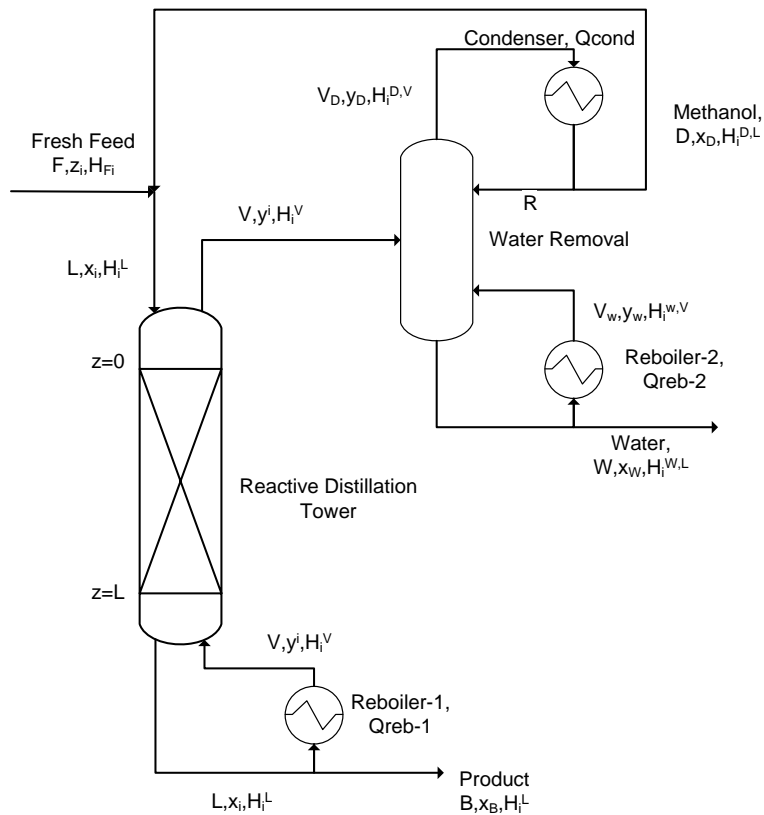 Condenser, Qcond
V_D,y_D,H_i^{D,V}
Methanol,
D,x_D,H_i^{D,L}
Fresh Feed
F,z_i,H_{Fi}
R
V,y^i,H_i^V
Water Removal
L,x_i,H_i^L
V_w,y_w,H_i^{w,V}
z=0
Reboiler-2,
Qreb-2
Water,
W,x_W,H_i^{W,L}
Reactive Distillation
Tower
z=L
V,y^i,H_i^V
Reboiler-1,
Qreb-1
Product
B,x_B,H_i^L
L,x_i,H_i^L